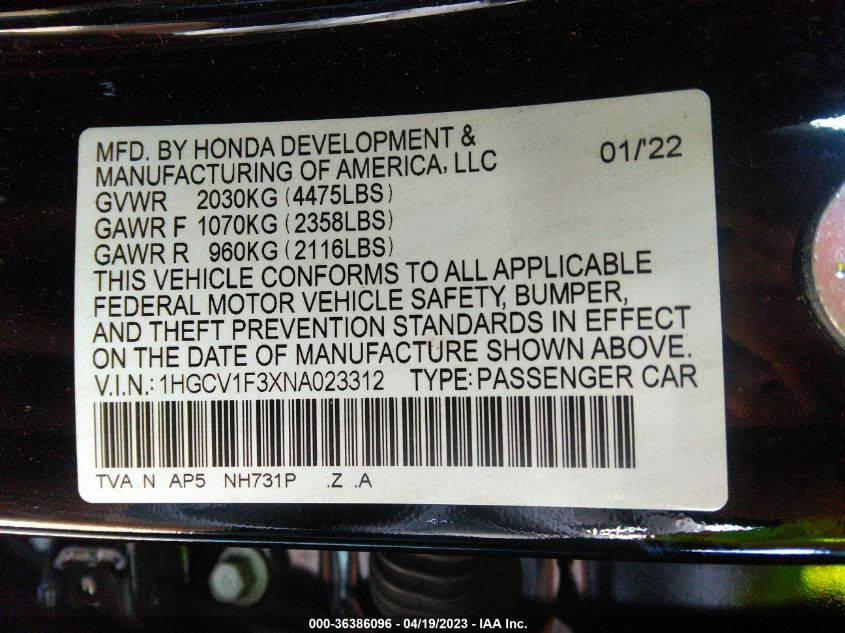 MFD. BY HONDA DEVELOPMENT &
MANUFACTURING OF AMERICA, LLC 01/'22
GVWR 2030KG (4475LBS)
GAWR F 1070KG (2358LBS)
GAWR R 960KG (2116LBS)
THIS VEHICLE CONFORMS TO ALL APPLICABLE
FEDERAL MOTOR VEHICLE SAFETY, BUMPER,
AND THEFT PREVENTION STANDARDS IN EFFECT
ON THE DATE OF MANUFACTURE SHOWN ABOVE.
V.I.N.: 1HGCV1F3XNA023312 TYPE: PASSENGER CAR
TVA N AP5 NH731P .Z .A
000-36386096 - 04/19/2023 - IAA Inc.